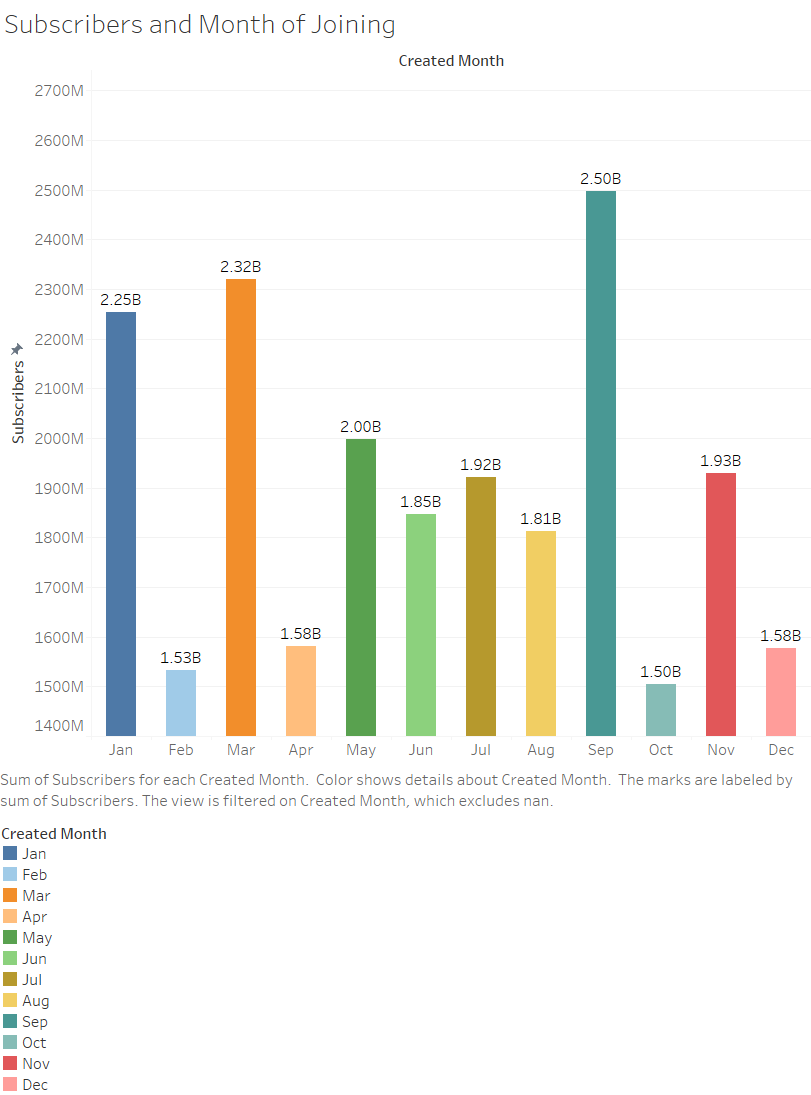 Subscribers and Month of Joining
Created Month
2700M
2600M
2500M
2400M
2300M
2200M
2100M
2000M
1900M
1800M
1700M
1600M
1500M
1400M
Subscribers
2.25B
1.53B
2.32B
1.58B
2.00B
1.85B
1.92B
1.81B
2.50B
1.50B
1.93B
1.58B
Jan Feb Mar Apr May Jun Jul Aug Sep Oct Nov Dec
Sum of Subscribers for each Created Month. Color shows details about Created Month. The marks are labeled by
sum of Subscribers. The view is filtered on Created Month, which excludes nan.
Created Month
Jan
Feb
Mar
Apr
May
Jun
Jul
Aug
Sep
Oct
Nov
Dec